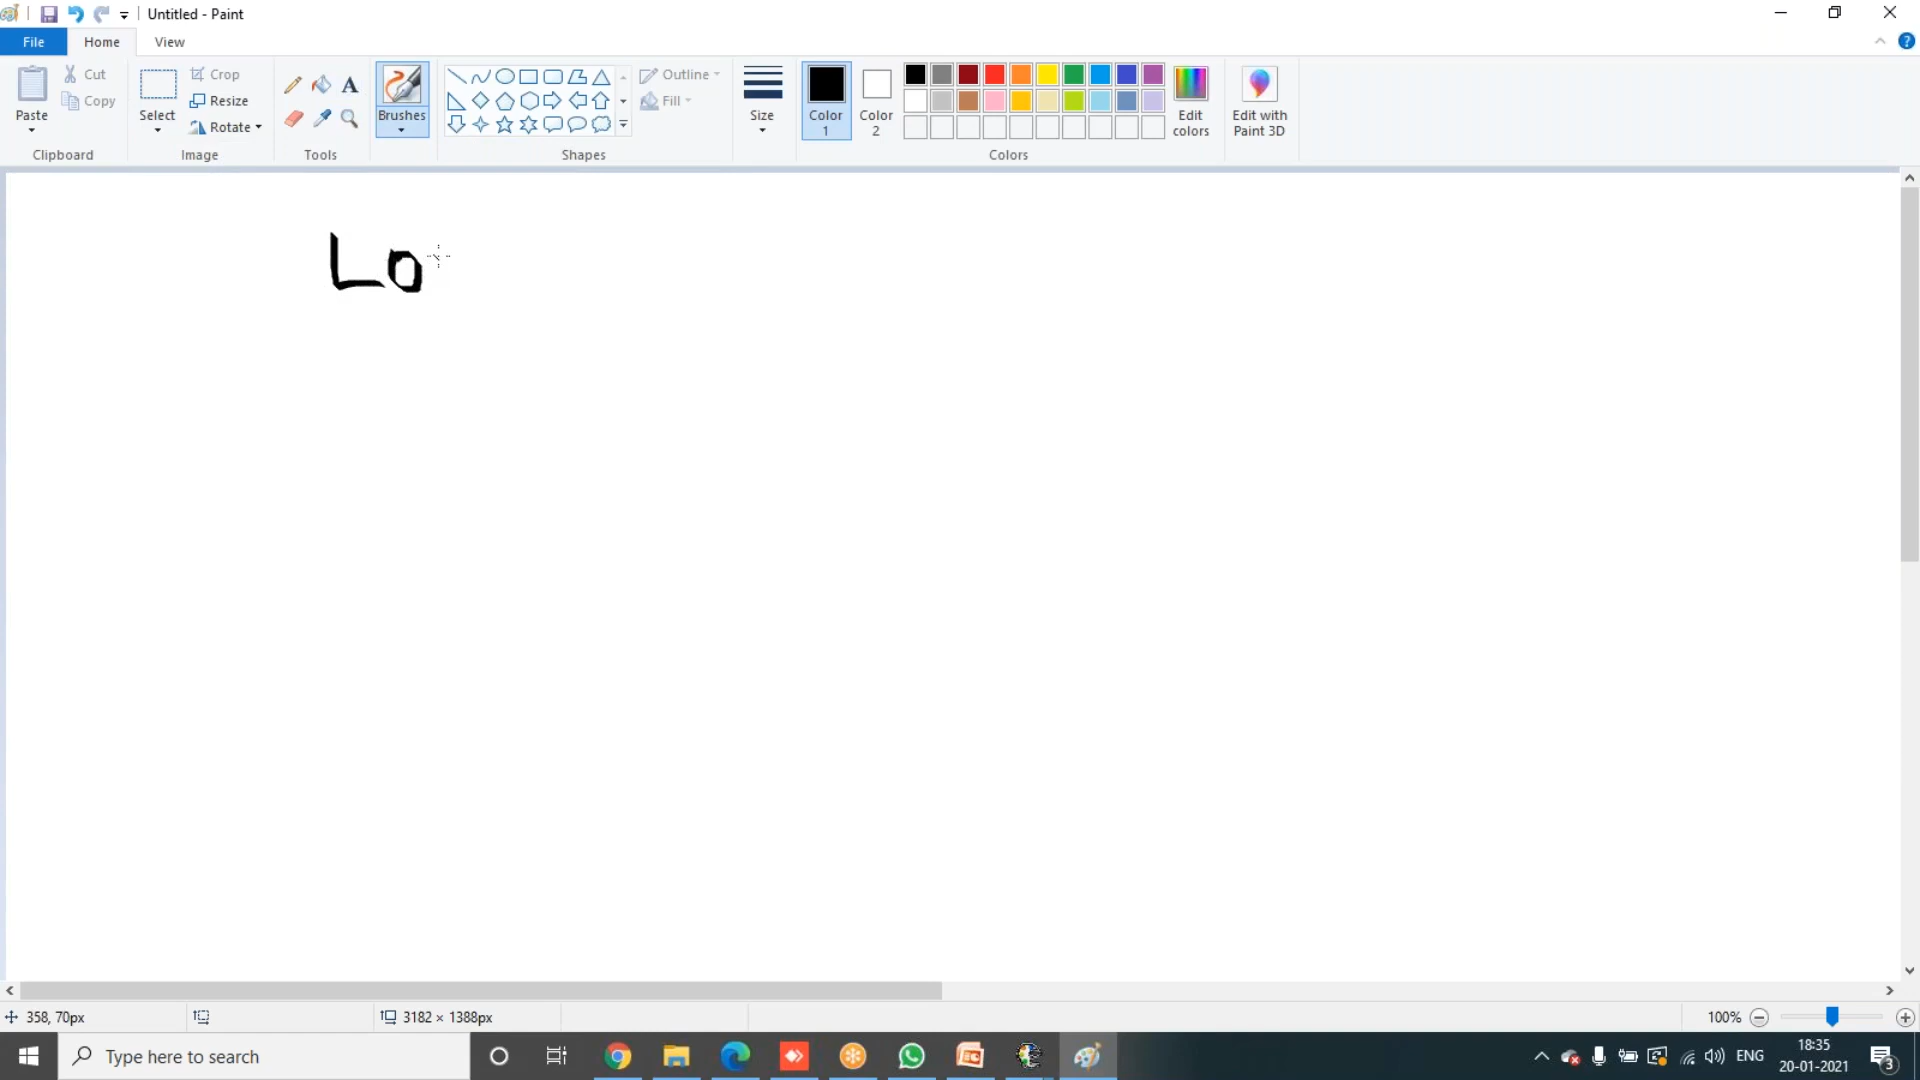 Untitled - Paint
File Home View
Paste Cut Copy Select Crop Resize Rotate A Brushes Outline Fill Size Color 1 Color 2 Edit colors Edit with Paint 3D
Clipboard Image Tools Shapes Colors
Lo
358, 70px 3182 × 1388px 100%
Type here to search ENG 18:35 20-01-2021 3